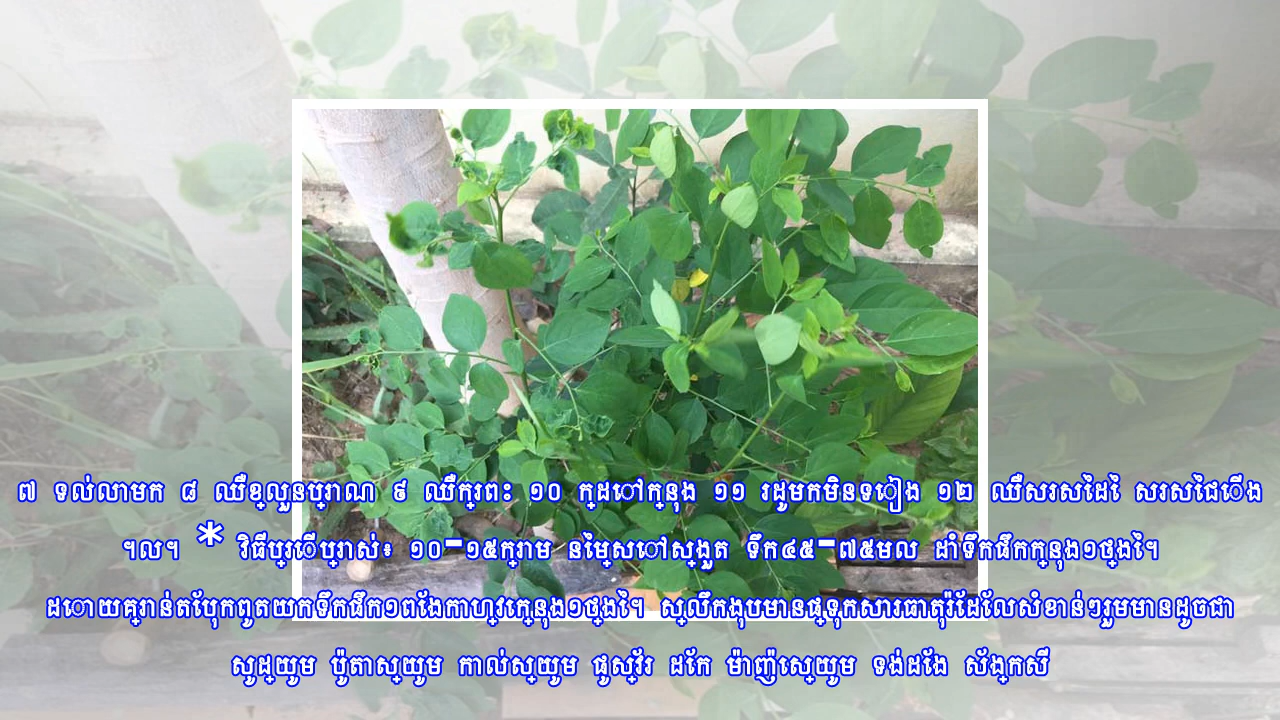 ៧ ទល់លាមក ៨ ឈឺខ្លួនប្រាណ ៩ ឈឺក្រពះ ១០ ក្ដៅក្នុង ១១ រដូមកមិនទៀង ១២ ឈឺសរសៃដៃ សរសៃជើង
។ល។ * វិធីប្រើប្រាស់៖ ១០-១៥ក្រាម នៃម្សៅស្ងួត ទឹក៤៥-៧៥មល ដាំទឹកផឹកក្នុង១ថ្ងៃ។
ដោយគ្រាន់តែបុកពូតយកទឹកផឹក១ពែងកាហ្វេក្នុង១ថ្ងៃ។ ស្លឹកងុបមានផ្ទុកសារធាតុរ៉ែដែលសំខាន់ៗរួមមានដូចជា
សូដ្យូម ប៉ូតាស្យូម កាល់ស្យូម ផូស្វ័រ ដែក ម៉ាញ៉េស្យូម ទង់ដែង ស័ង្កសី